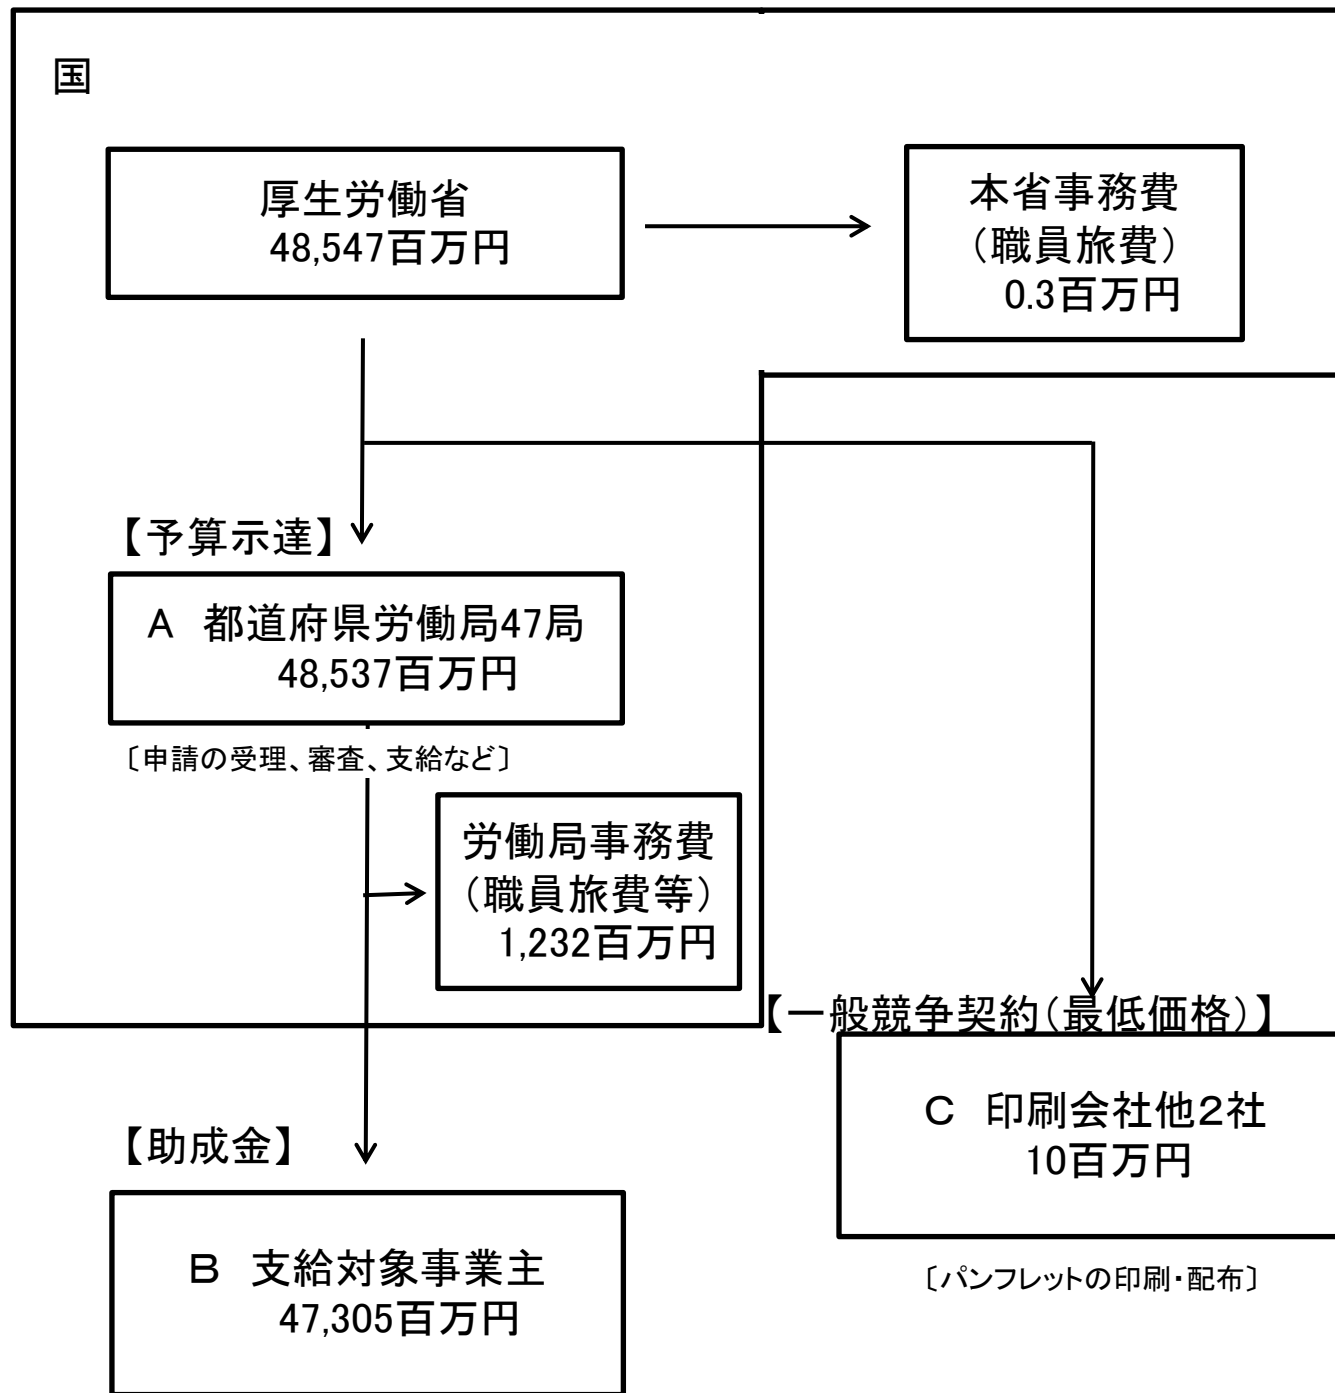 国
厚生労働省
48,547百万円
本省事務費
(職員旅費)
0.3百万円
【予算示達】
A　都道府県労働局47局
48,537百万円
〔申請の受理、審査、支給など〕
労働局事務費
(職員旅費等)
1,232百万円
【一般競争契約(最低価格)】
C　印刷会社他2社
10百万円
〔パンフレットの印刷・配布〕
【助成金】
B　支給対象事業主
47,305百万円